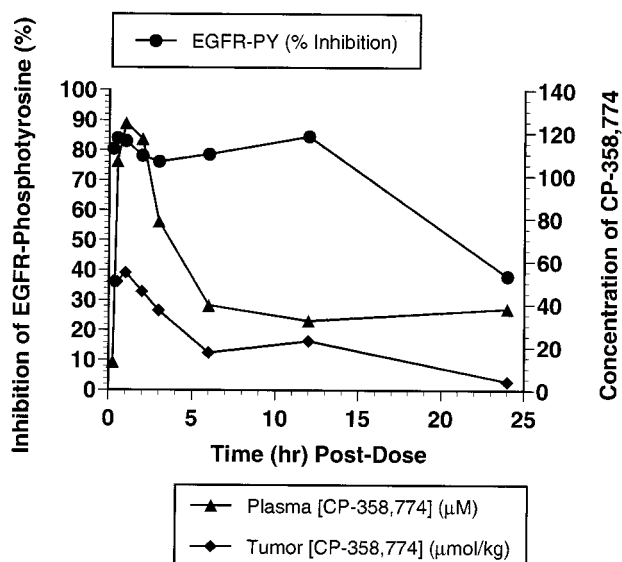 EGFR-PY (% Inhibition)
Inhibition of EGFR-Phosphotyrosine (%)
100
90
80
70
60
50
40
30
20
10
0
140
120
100
80
60
40
20
0
Concentration of CP-358,774
0 5 10 15 20 25
Time (hr) Post-Dose
Plasma [CP-358,774] (μM)
Tumor [CP-358,774] (μmol/kg)